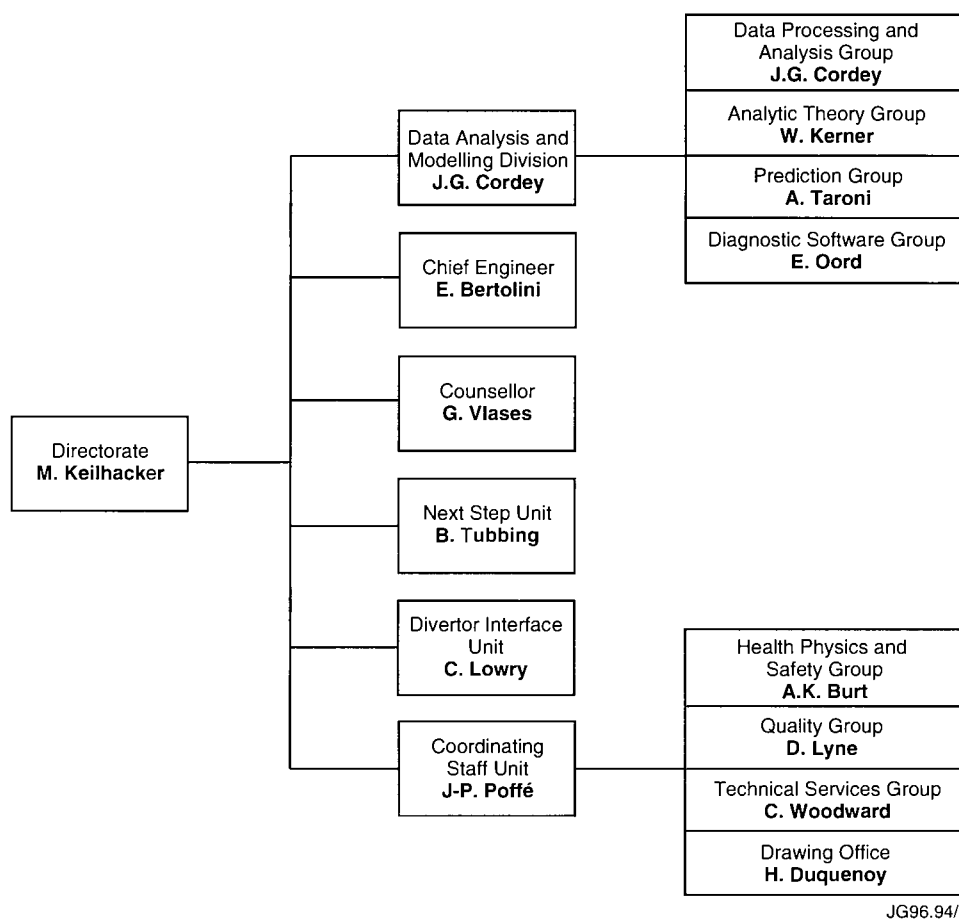 Data Processing and
Analysis Group
J.G. Cordey
Analytic Theory Group
W. Kerner
Prediction Group
A. Taroni
Diagnostic Software Group
E. Oord
Data Analysis and
Modelling Division
J.G. Cordey
Chief Engineer
E. Bertolini
Counsellor
G. Vlases
Directorate
M. Keilhacker
Next Step Unit
B. Tubbing
Divertor Interface
Unit
C. Lowry
Coordinating
Staff Unit
J-P. Poffé
Health Physics and
Safety Group
A.K. Burt
Quality Group
D. Lyne
Technical Services Group
C. Woodward
Drawing Office
H. Duquenoy
JG96.94/